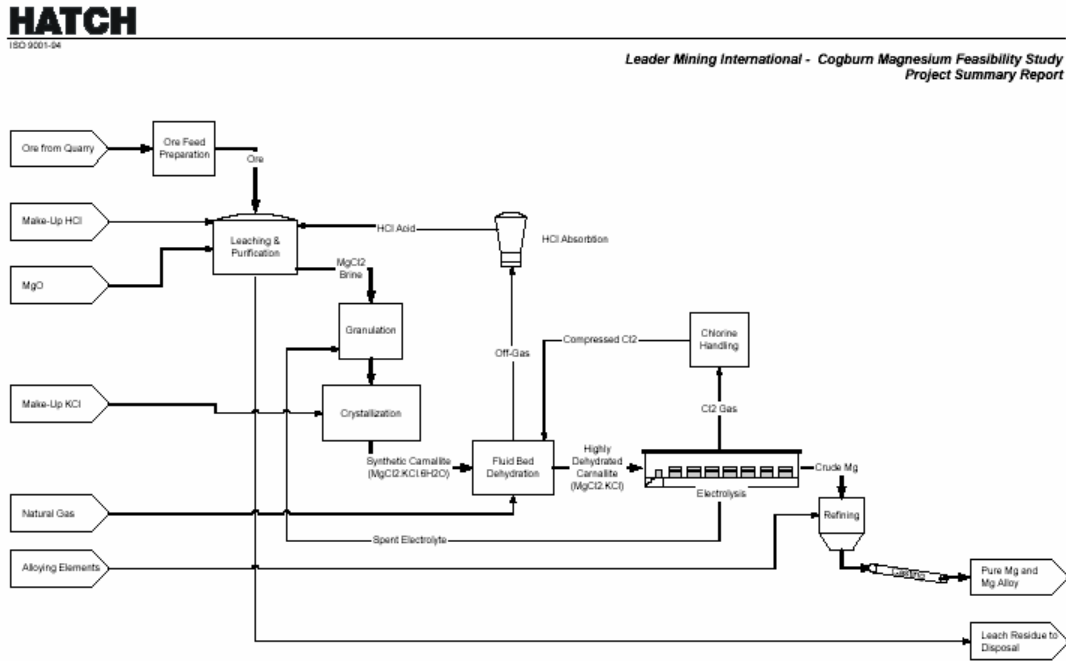 HATCH
ISO 9001-94
Leader Mining International - Cogburn Magnesium Feasibility Study
Project Summary Report
Ore from Quarry
Ore Feed
Preparation
Ore
Make-Up HCl
HCl Acid
HCl Absorbtion
Leaching &
Purification
MgO
MgCl2
Brine
Granulation
Off-Gas
Compressed Cl2
Chlorine
Handling
Make-Up KCl
Crystallization
Cl2 Gas
Synthetic Carnallite
(MgCl2.KCl.6H2O)
Fluid Bed
Dehydration
Highly
Dehydrated
Carnallite
(MgCl2.KCl)
Crude Mg
Electrolysis
Natural Gas
Refining
Spent Electrolyte
Alloying Elements
Casting
Pure Mg and
Mg Alloy
Leach Residue to
Disposal